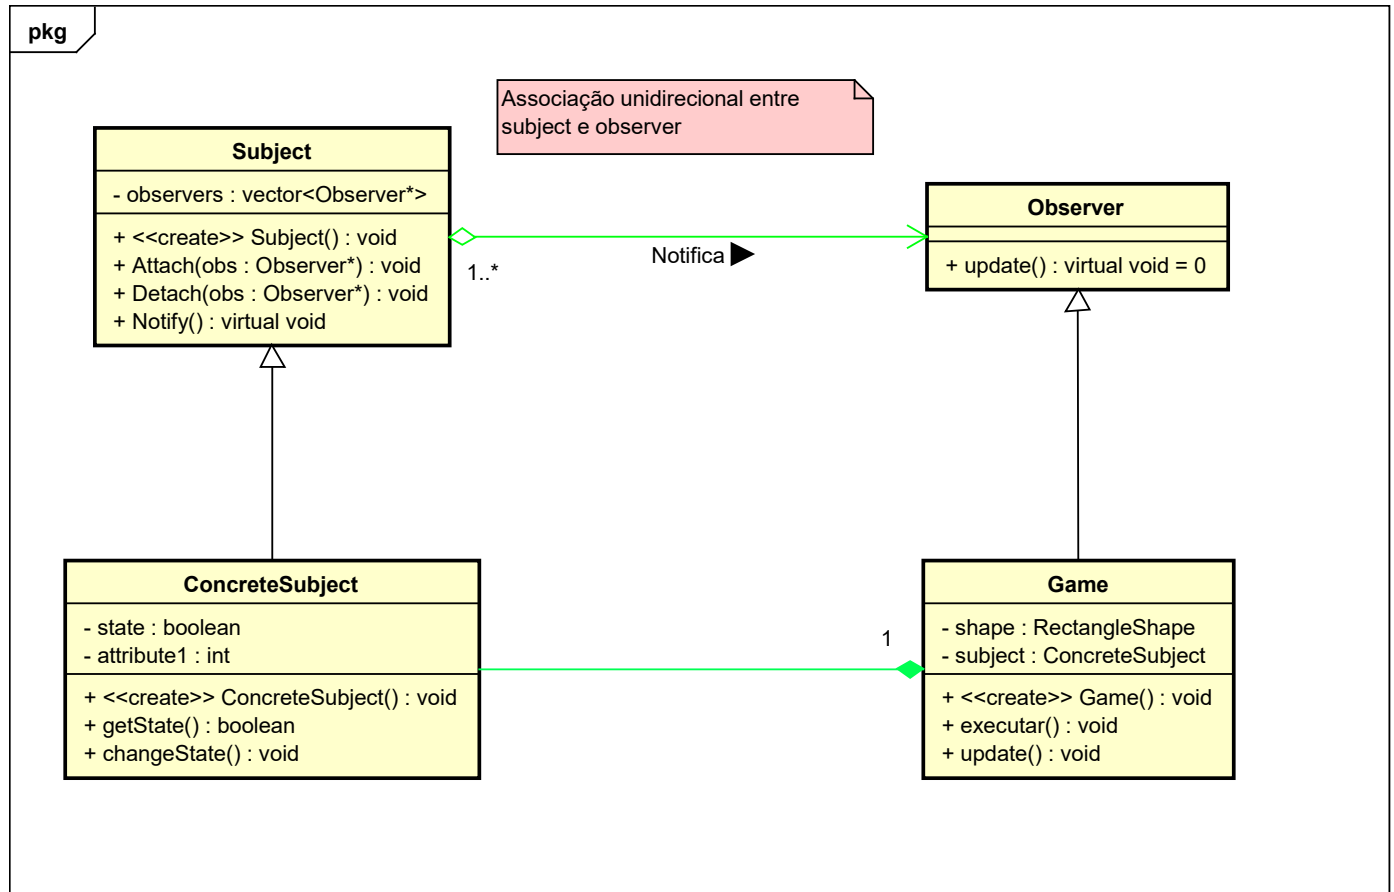 pkg
Associação unidirecional entre
subject e observer
Subject
- observers : vector<Observer*>
+ <<create>> Subject() : void
+ Attach(obs : Observer*) : void
+ Detach(obs : Observer*) : void
+ Notify() : virtual void
1..*
Notifica
Observer
+ update() : virtual void = 0
ConcreteSubject
- state : boolean
- attribute1 : int
+ <<create>> ConcreteSubject() : void
+ getState() : boolean
+ changeState() : void
1
Game
- shape : RectangleShape
- subject : ConcreteSubject
+ <<create>> Game() : void
+ executar() : void
+ update() : void